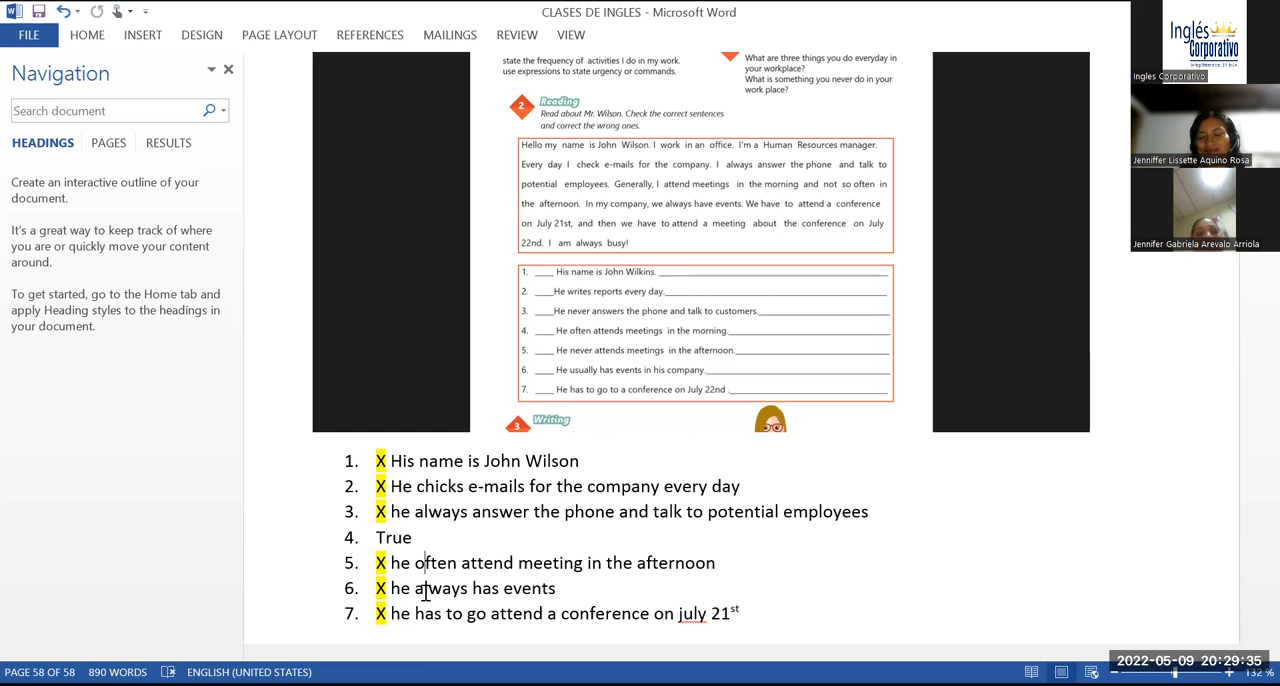 CLASES DE INGLES - Microsoft Word
FILE HOME INSERT DESIGN PAGE LAYOUT REFERENCES MAILINGS REVIEW VIEW
Navigation
Search document
HEADINGS PAGES RESULTS
Create an interactive outline of your
document.
It's a great way to keep track of where
you are or quickly move your content
around.
To get started, go to the Home tab and
apply Heading styles to the headings in
your document.
state the frequency of activities I do in my work.
use expressions to state urgency or commands.
What are three things you do everyday in
your workplace?
What is something you never do in your
work place?
2 Reading
Read about Mr. Wilson. Check the correct sentences
and correct the wrong ones.
Hello my name is John Wilson. I work in an office. I'm a Human Resources manager.
Every day I check e-mails for the company. I always answer the phone and talk to
potential employees. Generally, I attend meetings in the morning and not so often in
the afternoon. In my company, we always have events. We have to attend a conference
on July 21st, and then we have to attend a meeting about the conference on July
22nd. I am always busy!
1. ____ His name is John Wilkins. ____
2. ____He writes reports every day.____
3. ____He never answers the phone and talk to customers.____
4. ____ He often attends meetings in the morning.____
5. ____ He never attends meetings in the afternoon.____
6. ____ He usually has events in his company.____
7. ____ He has to go to a conference on July 22nd .____
3 Writing
1. X His name is John Wilson
2. X He chicks e-mails for the company every day
3. X he always answer the phone and talk to potential employees
4. True
5. X he often attend meeting in the afternoon
6. X he always has events
7. X he has to go attend a conference on july 21st
Inglés
Corporativo
Ingles Corporativo
Jenniffer Lissette Aquino Rosa
Jennifer Gabriela Arevalo Arriola
PAGE 58 OF 58 890 WORDS ENGLISH (UNITED STATES)
2022-05-09 20:29:35
132 %